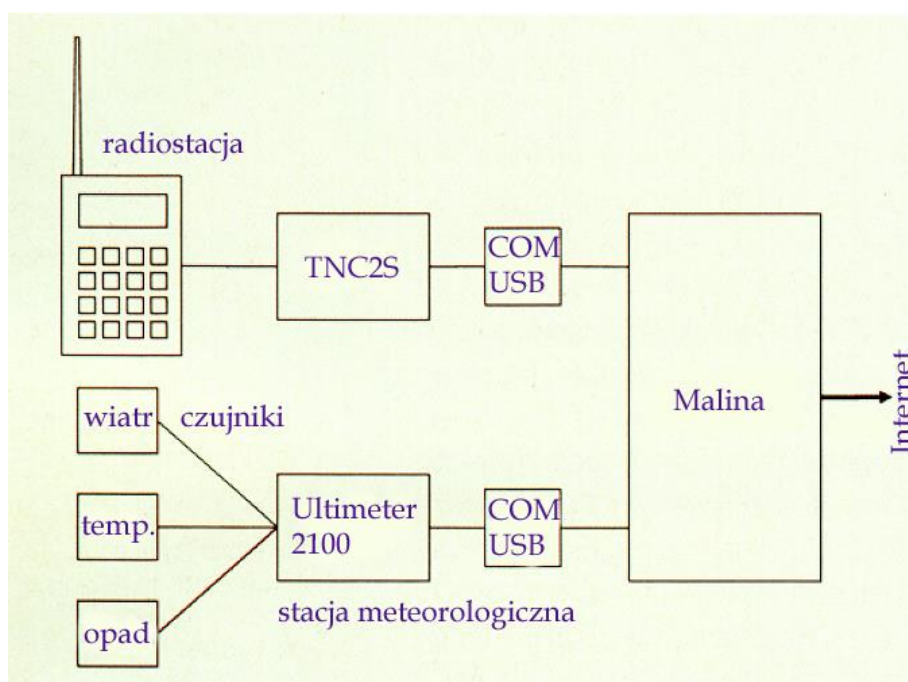 radiostacja
TNC2S
COM
USB
Malina
Internet
wiatr
czujniki
temp.
opad
Ultimeter
2100
COM
USB
stacja meteorologiczna